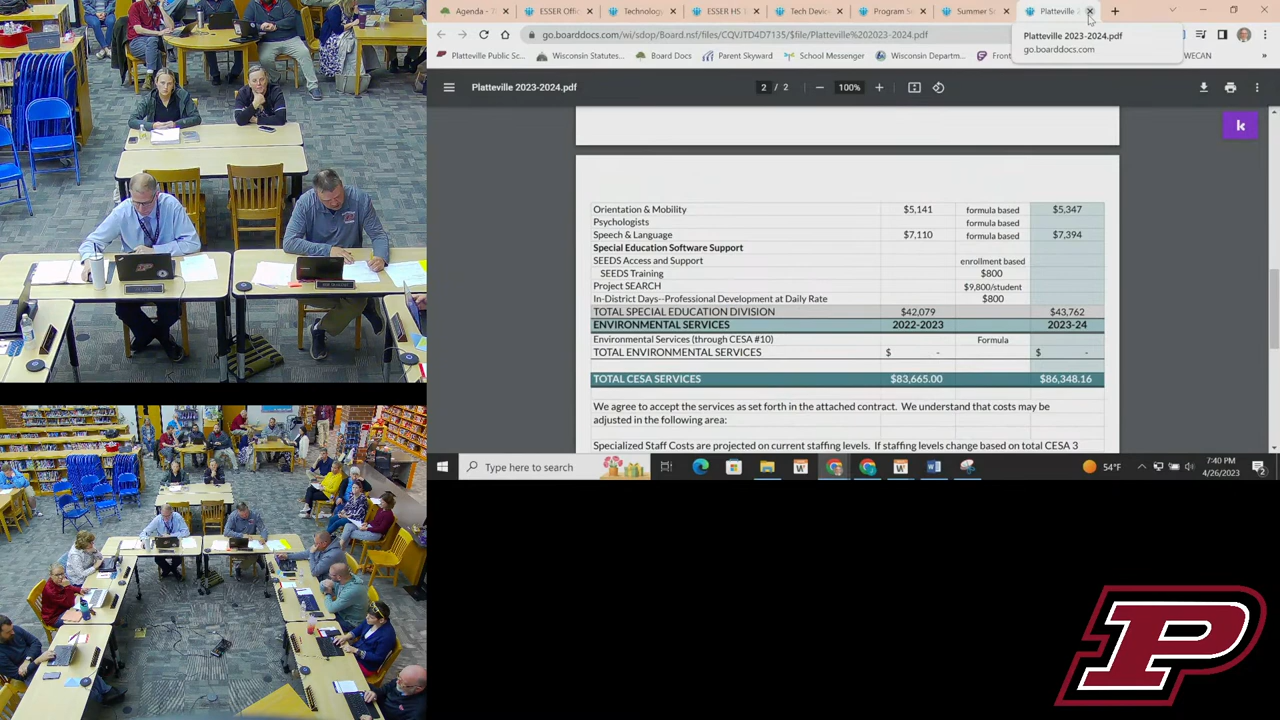 Agenda - 7
ESSER Offi
Technology
ESSER HS
Tech Devic
Program S
Summer S
Platteville
Platteville 2023-2024.pdf
go.boarddocs.com
go.boarddocs.com/wi/sdop/Board.nsf/files/CQVJTD4D7135/$file/Platteville%202023-2024.pdf
Platteville Public Sc...
Wisconsin Statutes...
Board Docs
Parent Skyward
School Messenger
Wisconsin Departm...
Front
WECAN
»
Platteville 2023-2024.pdf
2 / 2
100%
k
Orientation & Mobility $5,141 formula based $5,347
Psychologists formula based
Speech & Language $7,110 formula based $7,394
Special Education Software Support
SEEDS Access and Support enrollment based
SEEDS Training $800
Project SEARCH $9,800/student
In-District Days--Professional Development at Daily Rate $800
TOTAL SPECIAL EDUCATION DIVISION $42,079 $43,762
ENVIRONMENTAL SERVICES 2022-2023 2023-24
Environmental Services (through CESA #10) Formula
TOTAL ENVIRONMENTAL SERVICES $ - $ -
TOTAL CESA SERVICES $83,665.00 $86,348.16
We agree to accept the services as set forth in the attached contract. We understand that costs may be
adjusted in the following area:
Specialized Staff Costs are projected on current staffing levels. If staffing levels change based on total CESA 3
Type here to search
54°F
7:40 PM
4/26/2023
2
P